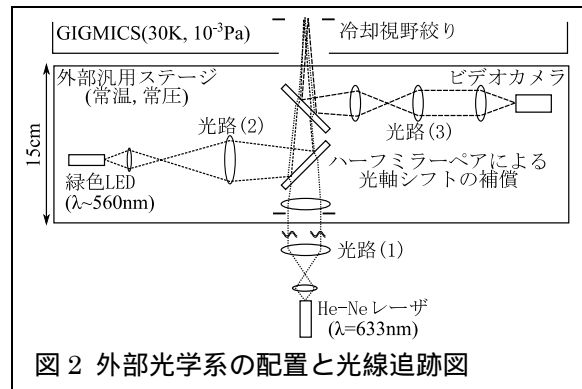 GIGMICS(30K, 10-3Pa)
冷却視野絞り
外部汎用ステージ
(常温, 常圧)
ビデオカメラ
光路(2)
光路(3)
15cm
緑色LED
(λ~560nm)
ハーフミラーペアによる
光軸シフトの補償
光路(1)
He-Neレーザ
(λ=633nm)
図 2 外部光学系の配置と光線追跡図